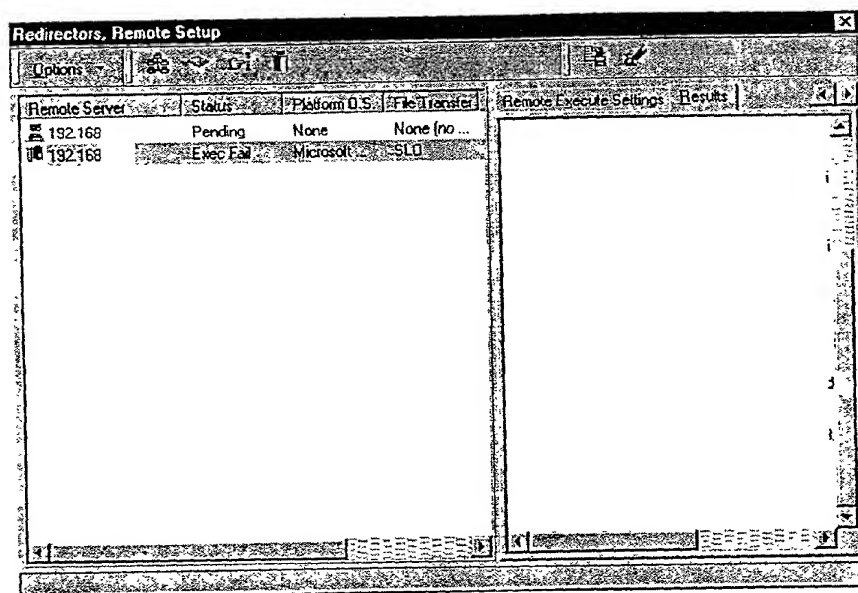 Redirectors, Remote Setup
Options
Remote Server Status Platform O.S. File Transfer
192.168 Pending None None (no ...
192.168 Exec Fail Microsoft ... SLD
Remote Execute Settings Results